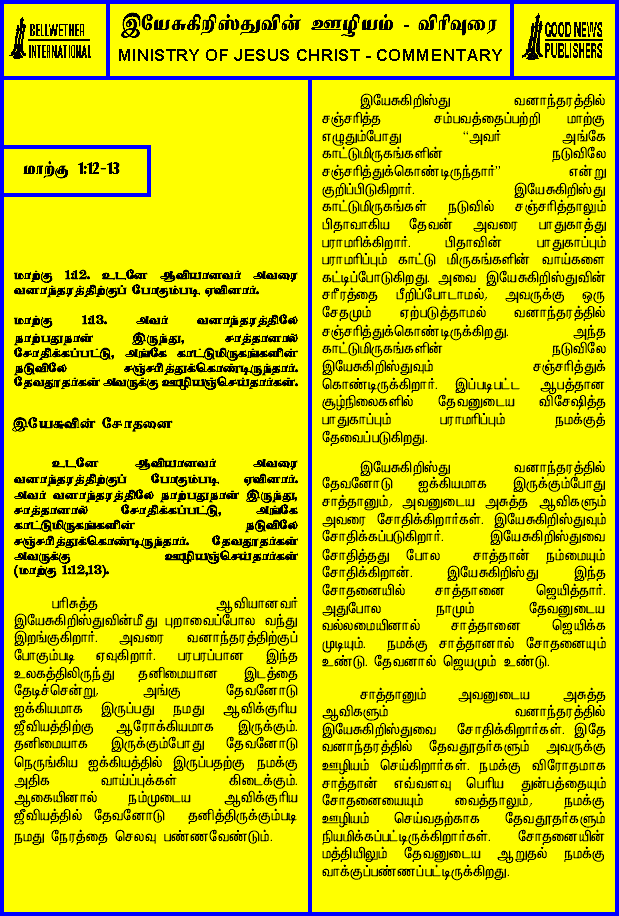 BELLWETHER
INTERNATIONAL
இயேசுகிறிஸ்துவின் ஊழியம் - விரிவுரை
MINISTRY OF JESUS CHRIST - COMMENTARY
GOOD NEWS
PUBLISHERS
மாற்கு 1:12-13
மாற்கு 1:12. உடனே ஆவியானவர் அவரை
வனாந்தரத்திற்குப் போகும்படி ஏவினார்.
மாற்கு 1:13. அவர் வனாந்தரத்திலே
நாற்பதுநாள் இருந்து, சாத்தானால்
சோதிக்கப்பட்டு, அங்கே காட்டுமிருகங்களின்
நடுவிலே சஞ்சரித்துக்கொண்டிருந்தார்.
தேவதூதர்கள் அவருக்கு ஊழியஞ்செய்தார்கள்.
இயேசுவின் சோதனை
உடனே ஆவியானவர் அவரை
வனாந்தரத்திற்குப் போகும்படி ஏவினார்.
அவர் வனாந்தரத்திலே நாற்பதுநாள் இருந்து,
சாத்தானால் சோதிக்கப்பட்டு, அங்கே
காட்டுமிருகங்களின் நடுவிலே
சஞ்சரித்துக்கொண்டிருந்தார். தேவதூதர்கள்
அவருக்கு ஊழியஞ்செய்தார்கள்
(மாற்கு 1:12,13).
பரிசுத்த ஆவியானவர்
இயேசுகிறிஸ்துவின்மீது புறாவைப்போல வந்து
இறங்குகிறார். அவரை வனாந்தரத்திற்குப்
போகும்படி ஏவுகிறார். பரபரப்பான இந்த
உலகத்திலிருந்து தனிமையான இடத்தை
தேடிச்சென்று, அங்கு தேவனோடு
ஐக்கியமாக இருப்பது நமது ஆவிக்குரிய
ஜீவியத்திற்கு ஆரோக்கியமாக இருக்கும்.
தனிமையாக இருக்கும்போது தேவனோடு
நெருங்கிய ஐக்கியத்தில் இருப்பதற்கு நமக்கு
அதிக வாய்ப்புக்கள் கிடைக்கும்.
ஆகையினால் நம்முடைய ஆவிக்குரிய
ஜீவியத்தில் தேவனோடு தனித்திருக்கும்படி
நமது நேரத்தை செலவு பண்ணவேண்டும்.
இயேசுகிறிஸ்து வனாந்தரத்தில்
சஞ்சரித்த சம்பவத்தைப்பற்றி மாற்கு
எழுதும்போது “அவர் அங்கே
காட்டுமிருகங்களின் நடுவிலே
சஞ்சரித்துக்கொண்டிருந்தார்” என்று
குறிப்பிடுகிறார். இயேசுகிறிஸ்து
காட்டுமிருகங்கள் நடுவில் சஞ்சரித்தாலும்
பிதாவாகிய தேவன் அவரை பாதுகாத்து
பராமரிக்கிறார். பிதாவின் பாதுகாப்பும்
பராமரிப்பும் காட்டு மிருகங்களின் வாய்களை
கட்டிப்போடுகிறது. அவை இயேசுகிறிஸ்துவின்
சரீரத்தை பீறிப்போடாமல், அவருக்கு ஒரு
சேதமும் ஏற்படுத்தாமல் வனாந்தரத்தில்
சஞ்சரித்துக்கொண்டிருக்கிறது. அந்த
காட்டுமிருகங்களின் நடுவிலே
இயேசுகிறிஸ்துவும் சஞ்சரித்துக்
கொண்டிருக்கிறார். இப்படிபட்ட ஆபத்தான
சூழ்நிலைகளில் தேவனுடைய விசேஷித்த
பாதுகாப்பும் பராமரிப்பும் நமக்குத்
தேவைப்படுகிறது.
இயேசுகிறிஸ்து வனாந்தரத்தில்
தேவனோடு ஐக்கியமாக இருக்கும்போது
சாத்தானும், அவனுடைய அசுத்த ஆவிகளும்
அவரை சோதிக்கிறார்கள். இயேசுகிறிஸ்துவும்
சோதிக்கப்படுகிறார். இயேசுகிறிஸ்துவை
சோதித்தது போல சாத்தான் நம்மையும்
சோதிக்கிறான். இயேசுகிறிஸ்து இந்த
சோதனையில் சாத்தானை ஜெயித்தார்.
அதுபோல நாமும் தேவனுடைய
வல்லமையினால் சாத்தானை ஜெயிக்க
முடியும். நமக்கு சாத்தானால் சோதனையும்
உண்டு. தேவனால் ஜெயமும் உண்டு.
சாத்தானும் அவனுடைய அசுத்த
ஆவிகளும் வனாந்தரத்தில்
இயேசுகிறிஸ்துவை சோதிக்கிறார்கள். இதே
வனாந்தரத்தில் தேவதூதர்களும் அவருக்கு
ஊழியம் செய்கிறார்கள். நமக்கு விரோதமாக
சாத்தான் எவ்வளவு பெரிய துன்பத்தையும்
சோதனையையும் வைத்தாலும், நமக்கு
ஊழியம் செய்வதற்காக தேவதூதர்களும்
நியமிக்கப்பட்டிருக்கிறார்கள். சோதனையின்
மத்தியிலும் தேவனுடைய ஆறுதல் நமக்கு
வாக்குப்பண்ணப்பட்டிருக்கிறது.